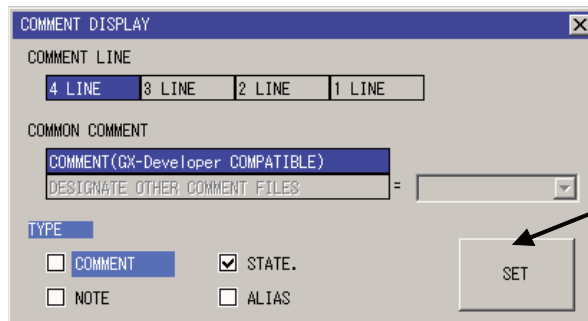 COMMENT DISPLAY
COMMENT LINE
4 LINE 3 LINE 2 LINE 1 LINE
COMMON COMMENT
COMMENT(GX-Developer COMPATIBLE)
DESIGNATE OTHER COMMENT FILES =
TYPE
COMMENT STATE.
NOTE ALIAS
SET